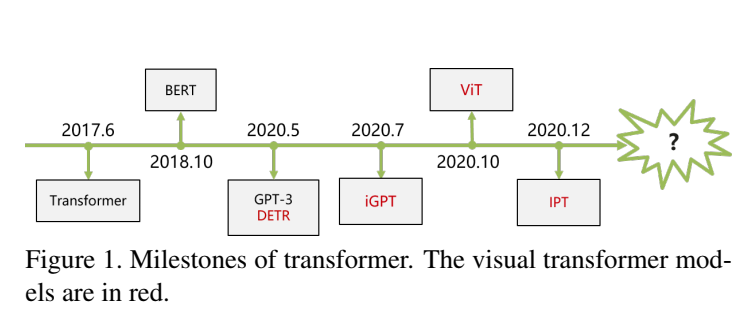 BERT
ViT
2017.6
2020.5
2020.7
2020.12
?
2018.10
2020.10
Transformer
GPT-3
DETR
iGPT
IPT
Figure 1. Milestones of transformer. The visual transformer mod-
els are in red.